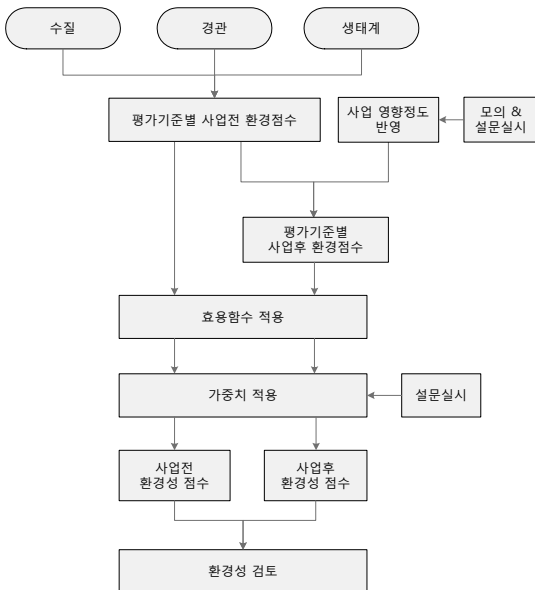 수질
경관
생태계
평가기준별 사업전 환경점수
사업 영향정도
반영
모의 &
설문실시
평가기준별
사업후 환경점수
효용함수 적용
가중치 적용
설문실시
사업전
환경성 점수
사업후
환경성 점수
환경성 검토